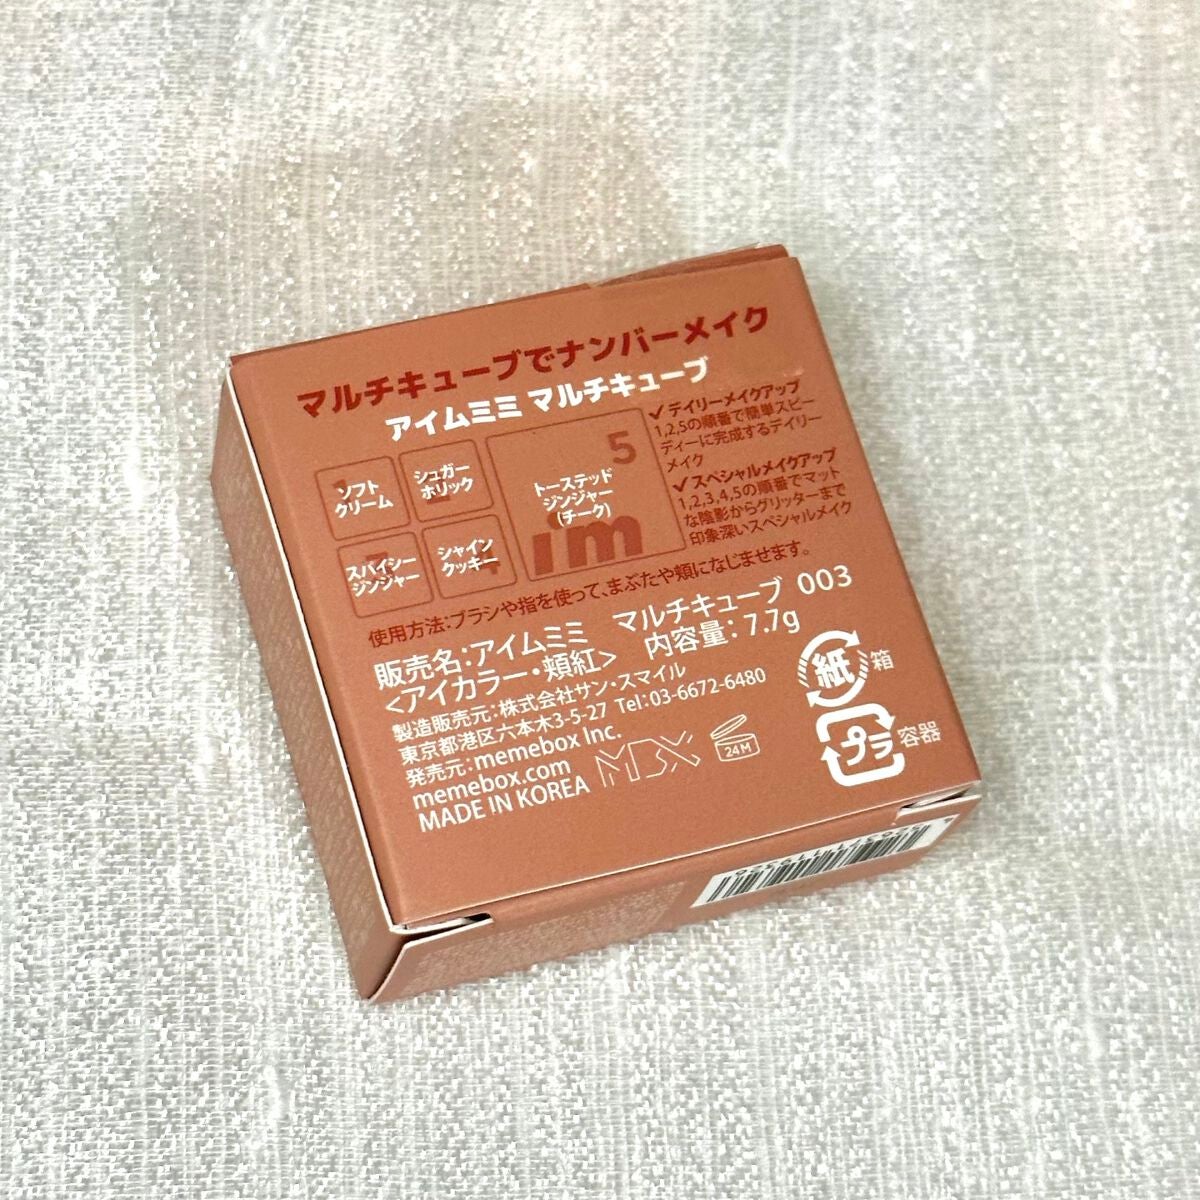 マルチキューブでナンバーメイク
アイムミミ マルチキューブ
ソフト
クリーム
シュガー
ホリック
スパイシー
ジンジャー
シャイン
クッキー
5
トーステッド
ジンジャー
(チーク)
im
✓ デイリーメイクアップ
1,2,5の順番で簡単スピー
ディーに完成するデイリー
メイク
✓ スペシャルメイクアップ
1,2,3,4,5の順番でマット
な陰影からグリッターまで
印象深いスペシャルメイク
使用方法:ブラシや指を使って、まぶたや頬になじませます。
販売名:アイムミミ マルチキューブ 003
<アイカラー・頬紅> 内容量:7.7g
製造販売元:株式会社サン・スマイル
東京都港区六本木3-5-27 Tel:03-6672-6480
発売元:memebox Inc.
memebox.com
MADE IN KOREA
MBX
24M
紙
箱
プラ
容器